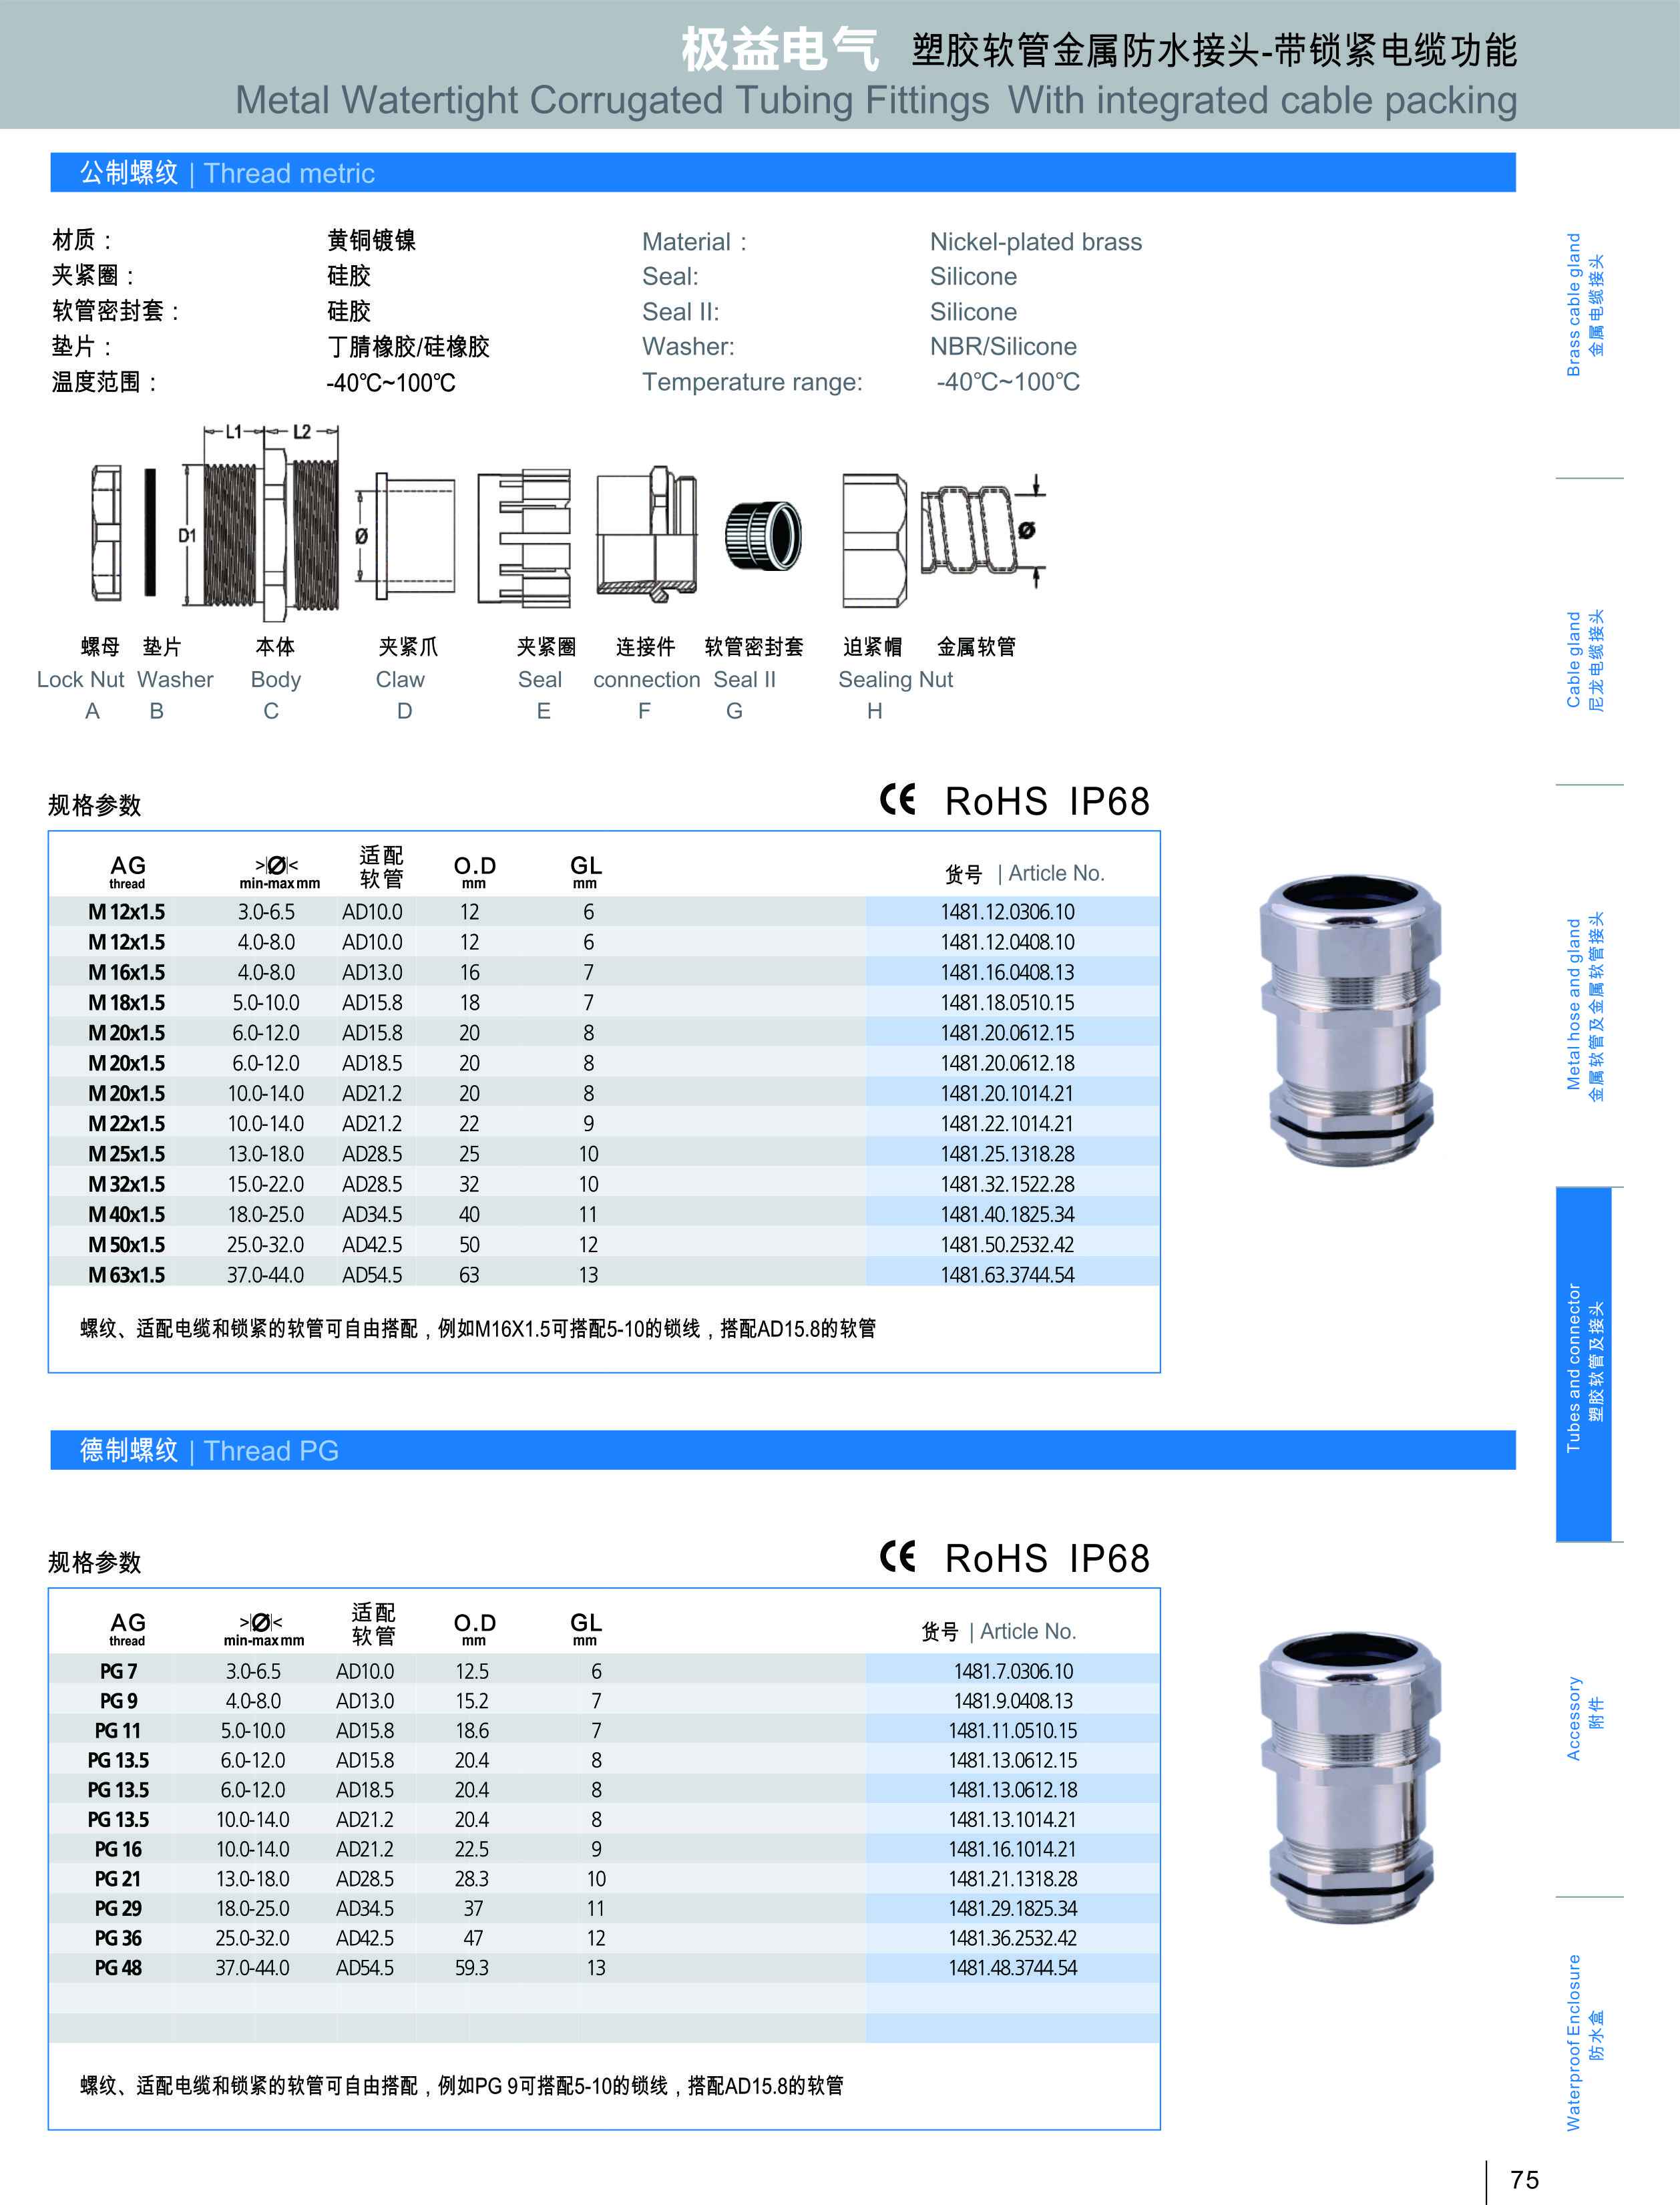 极益电气 塑胶软管金属防水接头-带锁紧电缆功能
Metal Watertight Corrugated Tubing Fittings With integrated cable packing
公制螺纹 | Thread metric
材质： 黄铜镀镍 Material： Nickel-plated brass
夹紧圈： 硅胶 Seal: Silicone
软管密封套： 硅胶 Seal II: Silicone
垫片： 丁腈橡胶/硅橡胶 Washer: NBR/Silicone
温度范围： -40℃~100℃ Temperature range: -40℃~100℃
L1 L2
D1 Ø Ø
螺母 垫片 本体 夹紧爪 夹紧圈 连接件 软管密封套 迫紧帽 金属软管
Lock Nut Washer Body Claw Seal connection Seal II Sealing Nut
A B C D E F G H
规格参数 CE RoHS IP68
AG thread >|Ø|< min-max mm 适配软管 O.D mm GL mm 货号 | Article No.
M 12x1.5 3.0-6.5 AD10.0 12 6 1481.12.0306.10
M 12x1.5 4.0-8.0 AD10.0 12 6 1481.12.0408.10
M 16x1.5 4.0-8.0 AD13.0 16 7 1481.16.0408.13
M 18x1.5 5.0-10.0 AD15.8 18 7 1481.18.0510.15
M 20x1.5 6.0-12.0 AD15.8 20 8 1481.20.0612.15
M 20x1.5 6.0-12.0 AD18.5 20 8 1481.20.0612.18
M 20x1.5 10.0-14.0 AD21.2 20 8 1481.20.1014.21
M 22x1.5 10.0-14.0 AD21.2 22 9 1481.22.1014.21
M 25x1.5 13.0-18.0 AD28.5 25 10 1481.25.1318.28
M 32x1.5 15.0-22.0 AD28.5 32 10 1481.32.1522.28
M 40x1.5 18.0-25.0 AD34.5 40 11 1481.40.1825.34
M 50x1.5 25.0-32.0 AD42.5 50 12 1481.50.2532.42
M 63x1.5 37.0-44.0 AD54.5 63 13 1481.63.3744.54
螺纹、适配电缆和锁紧的软管可自由搭配，例如M16X1.5可搭配5-10的锁线，搭配AD15.8的软管
德制螺纹 | Thread PG
规格参数 CE RoHS IP68
AG thread >|Ø|< min-max mm 适配软管 O.D mm GL mm 货号 | Article No.
PG 7 3.0-6.5 AD10.0 12.5 6 1481.7.0306.10
PG 9 4.0-8.0 AD13.0 15.2 7 1481.9.0408.13
PG 11 5.0-10.0 AD15.8 18.6 7 1481.11.0510.15
PG 13.5 6.0-12.0 AD15.8 20.4 8 1481.13.0612.15
PG 13.5 6.0-12.0 AD18.5 20.4 8 1481.13.0612.18
PG 13.5 10.0-14.0 AD21.2 20.4 8 1481.13.1014.21
PG 16 10.0-14.0 AD21.2 22.5 9 1481.16.1014.21
PG 21 13.0-18.0 AD28.5 28.3 10 1481.21.1318.28
PG 29 18.0-25.0 AD34.5 37 11 1481.29.1825.34
PG 36 25.0-32.0 AD42.5 47 12 1481.36.2532.42
PG 48 37.0-44.0 AD54.5 59.3 13 1481.48.3744.54
螺纹、适配电缆和锁紧的软管可自由搭配，例如PG 9可搭配5-10的锁线，搭配AD15.8的软管
Brass cable gland
金属电缆接头
Cable gland
尼龙电缆接头
Metal hose and gland
金属软管及金属软管接头
Tubes and connector
塑胶软管及接头
Accessory
附件
Waterproof Enclosure
防水盒
75